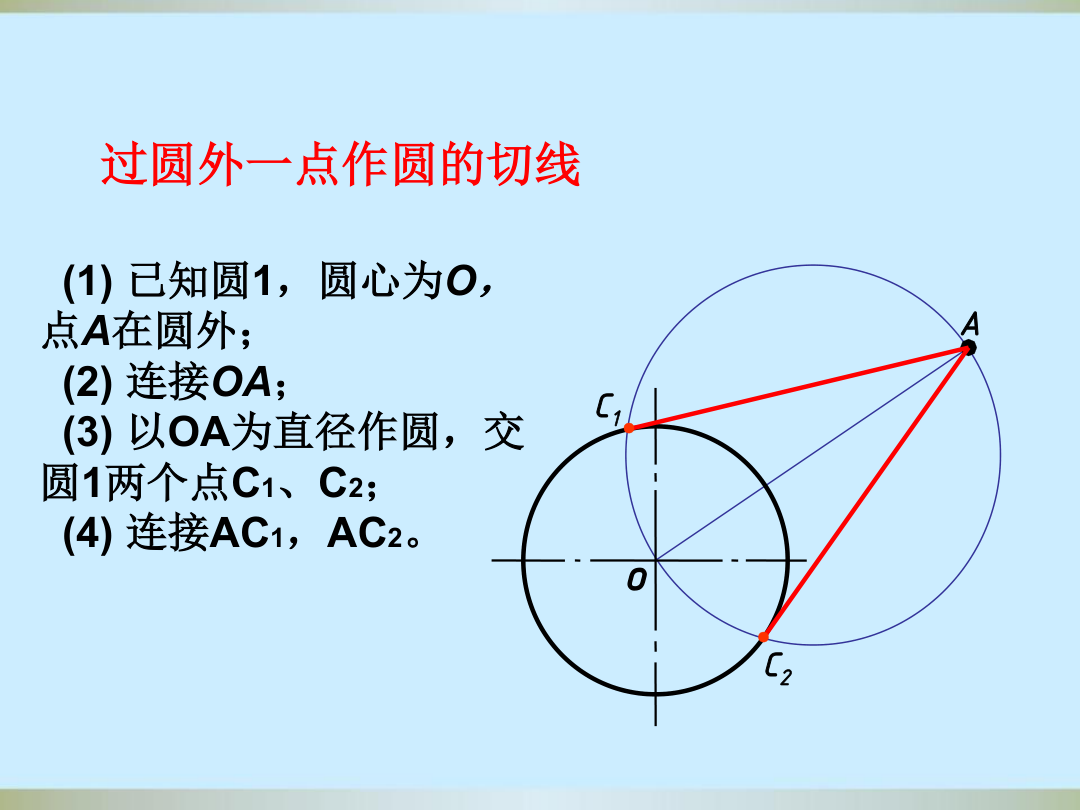 过圆外一点作圆的切线
(1) 已知圆1，圆心为O，
点A在圆外；
(2) 连接OA；
(3) 以OA为直径作圆，交
圆1两个点C1、C2；
(4) 连接AC1，AC2。
A
C1
O
C2